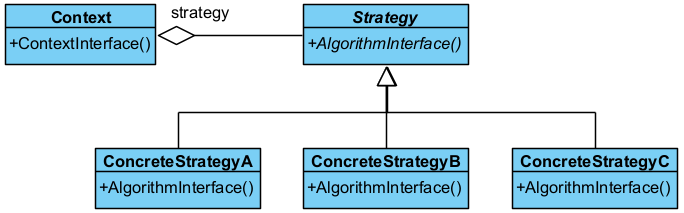 Context
+ContextInterface()
strategy
Strategy
+AlgorithmInterface()
ConcreteStrategyA
+AlgorithmInterface()
ConcreteStrategyB
+AlgorithmInterface()
ConcreteStrategyC
+AlgorithmInterface()